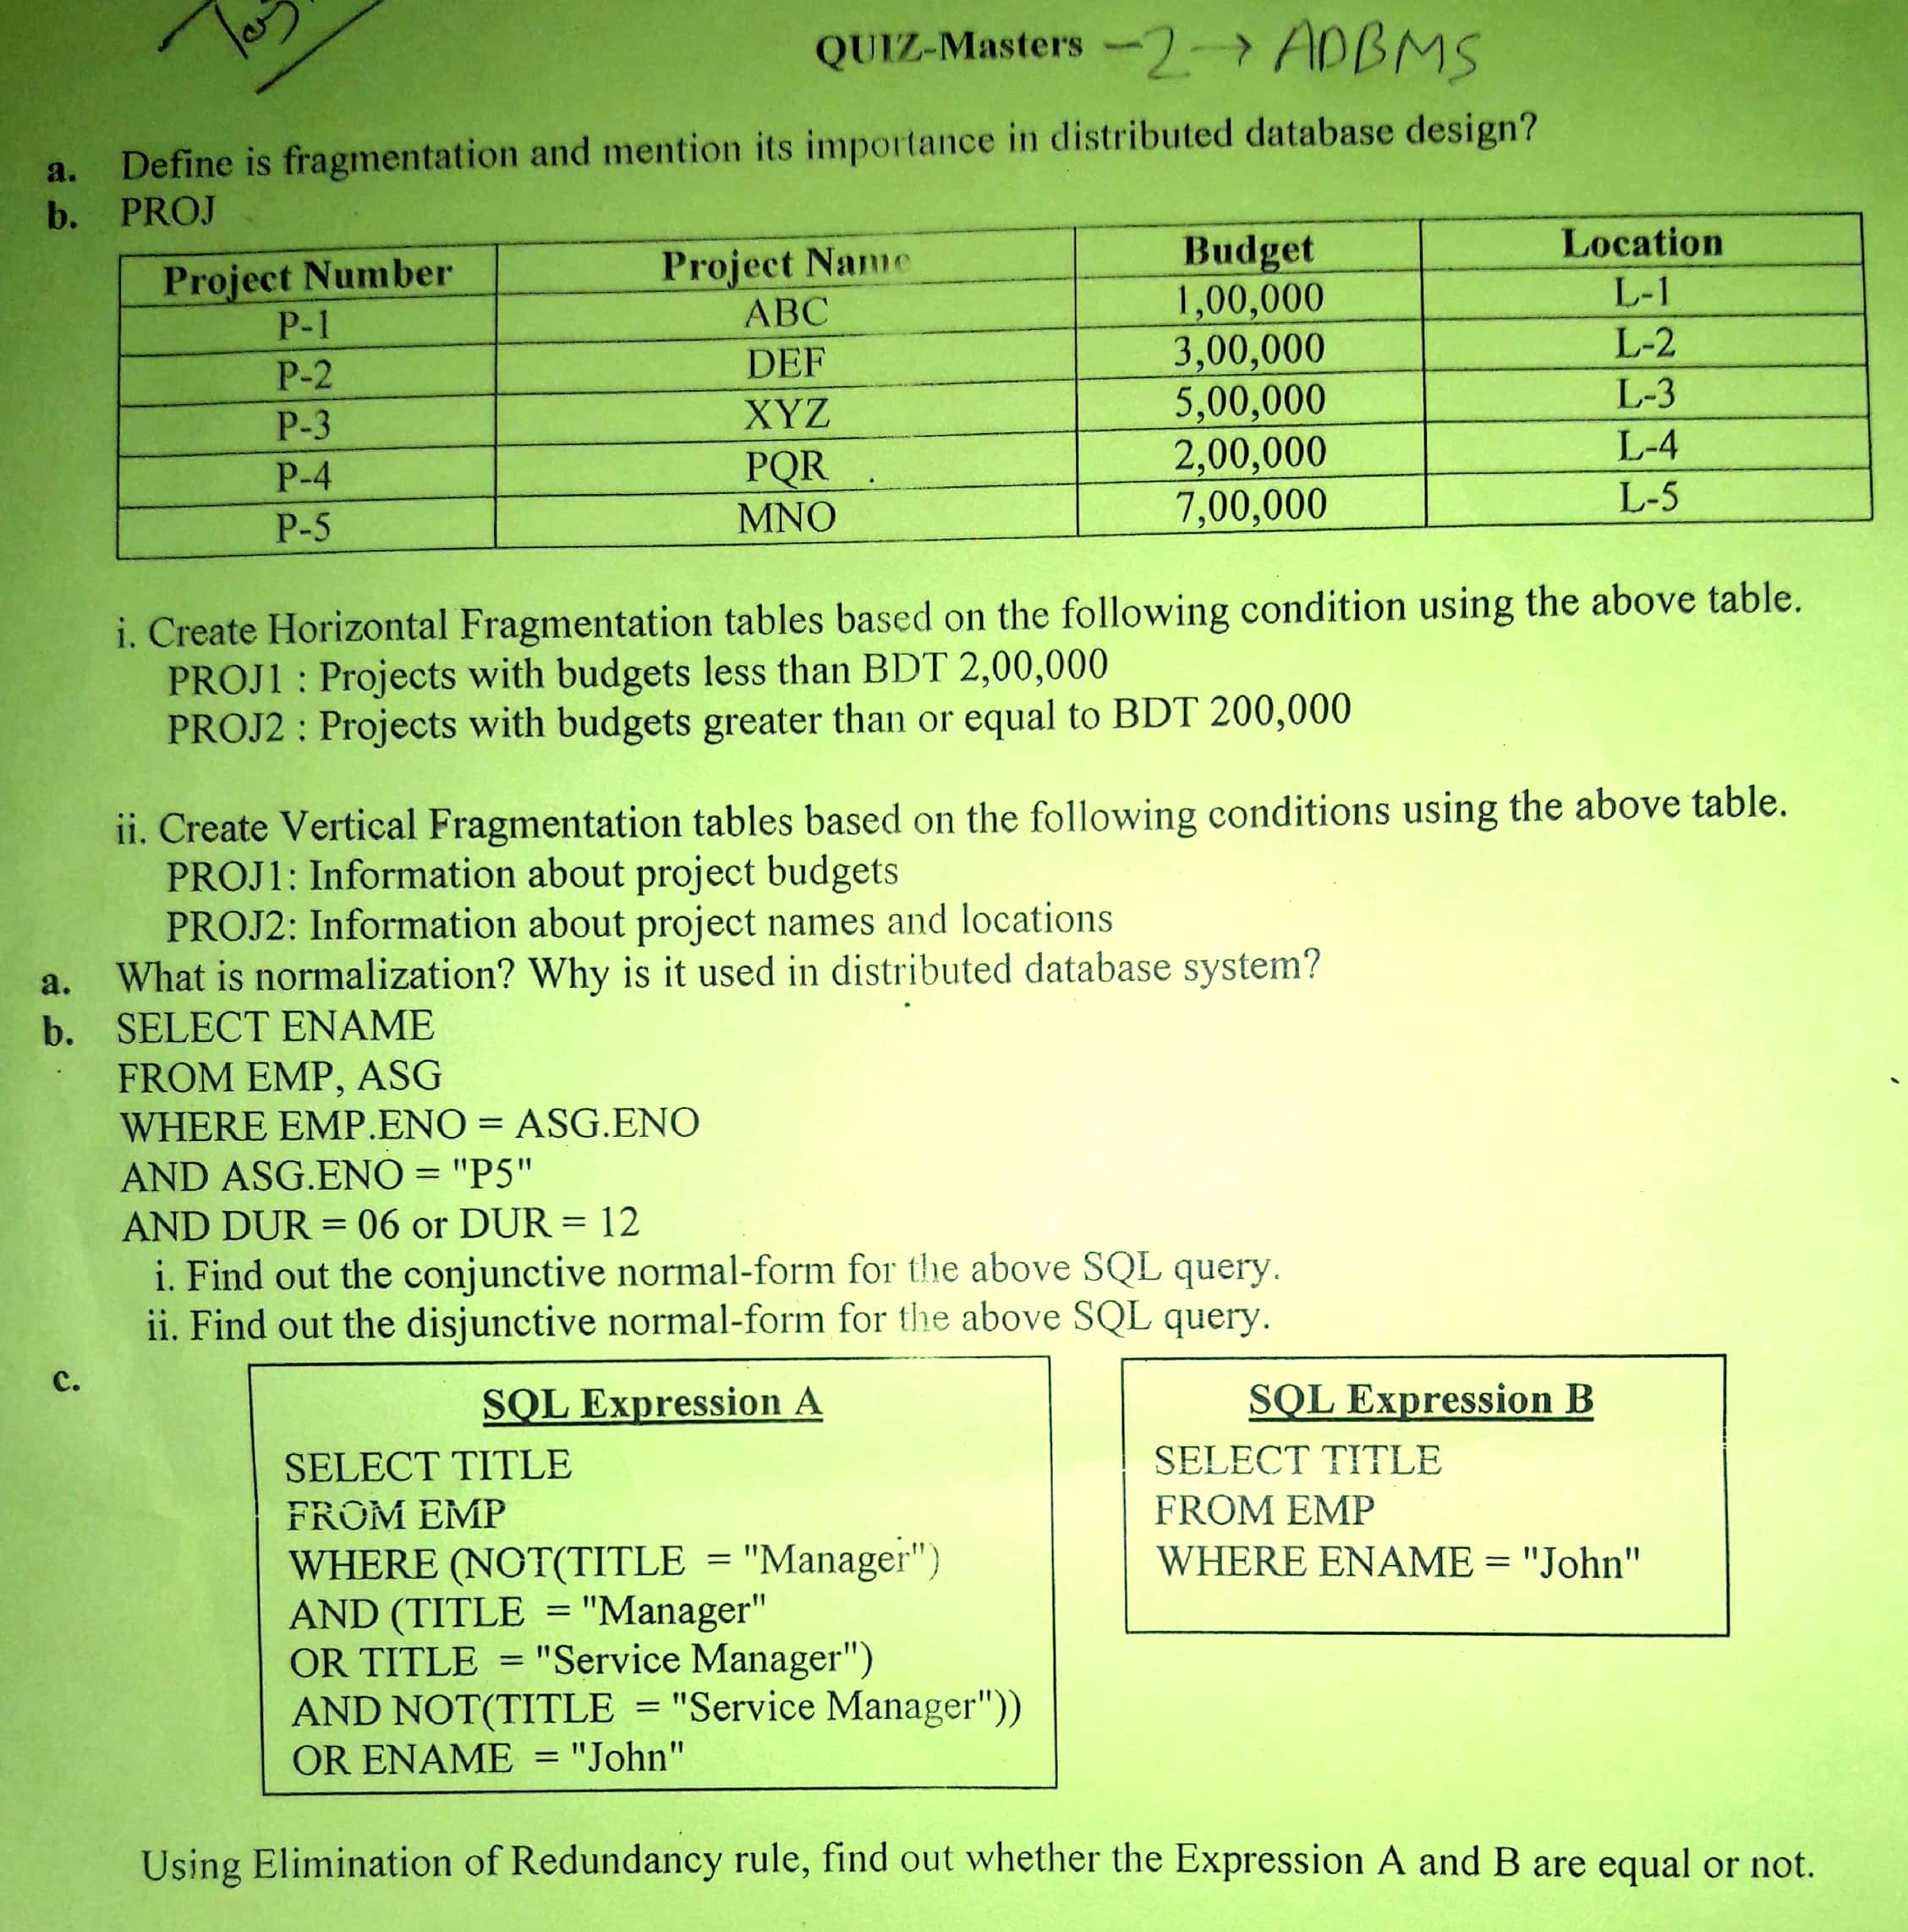 QUIZ-Masters -2 → ADBMS
a. Define is fragmentation and mention its importance in distributed database design?
b. PROJ
Project Number Project Name Budget Location
P-1 ABC 1,00,000 L-1
P-2 DEF 3,00,000 L-2
P-3 XYZ 5,00,000 L-3
P-4 PQR 2,00,000 L-4
P-5 MNO 7,00,000 L-5
i. Create Horizontal Fragmentation tables based on the following condition using the above table.
PROJ1 : Projects with budgets less than BDT 2,00,000
PROJ2 : Projects with budgets greater than or equal to BDT 200,000
ii. Create Vertical Fragmentation tables based on the following conditions using the above table.
PROJ1: Information about project budgets
PROJ2: Information about project names and locations
a. What is normalization? Why is it used in distributed database system?
b. SELECT ENAME
FROM EMP, ASG
WHERE EMP.ENO = ASG.ENO
AND ASG.ENO = "P5"
AND DUR = 06 or DUR = 12
i. Find out the conjunctive normal-form for the above SQL query.
ii. Find out the disjunctive normal-form for the above SQL query.
c.
SQL Expression A
SELECT TITLE
FROM EMP
WHERE (NOT(TITLE = "Manager")
AND (TITLE = "Manager"
OR TITLE = "Service Manager")
AND NOT(TITLE = "Service Manager"))
OR ENAME = "John"
SQL Expression B
SELECT TITLE
FROM EMP
WHERE ENAME = "John"
Using Elimination of Redundancy rule, find out whether the Expression A and B are equal or not.